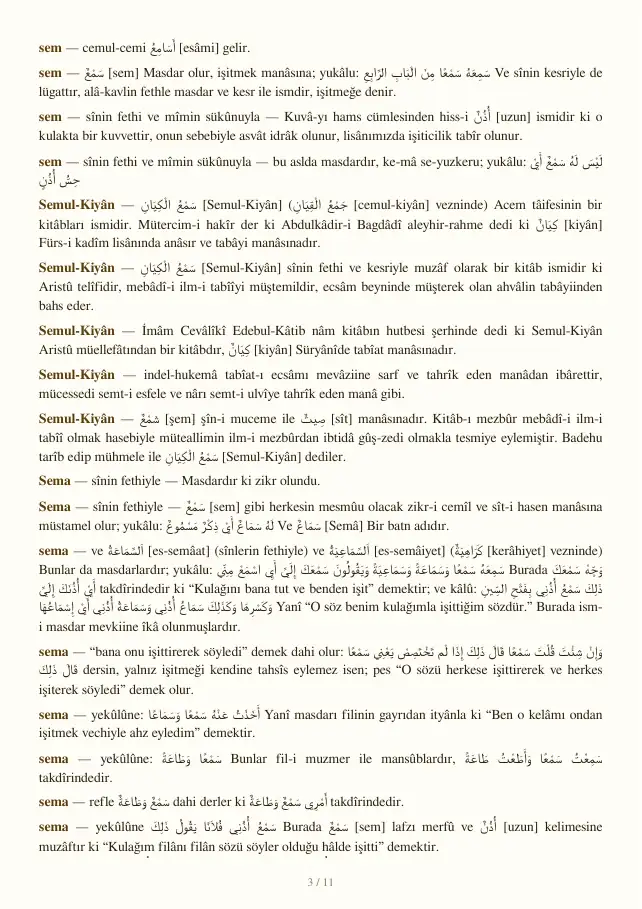 sem — cemul-cemi أَسَامِعُ [esâmi] gelir.
sem — سَمْعٌ [sem] Masdar olur, işitmek manâsına; yukâlu: سَمِعَهُ سَمْعًا مِنَ الْبَابِ الرَّابِعِ Ve sînin kesriyle de
lügattır, alâ-kavlin fethle masdar ve kesr ile ismdir, işitmeğe denir.
sem — sînin fethi ve mîmin sükûnuyla — Kuvâ-yı hams cümlesinden hiss-i أُذُنٌ [uzun] ismidir ki o
kulakta bir kuvvettir, onun sebebiyle asvât idrâk olunur, lisânımızda işiticilik tabîr olunur.
sem — sînin fethi ve mîmin sükûnuyla — bu aslda masdardır, ke-mâ se-yuzkeru; yukâlu: لَيْسَ لَهُ سَمْعٌ أَيْ
حِسُّ أُذُنٍ
Semul-Kiyân — سَمْعُ الْكِيَانِ [Semul-Kiyân] (جَمْعُ الْقِيَانِ [cemul-kiyân] vezninde) Acem tâifesinin bir
kitâbları ismidir. Mütercim-i hakîr der ki Abdulkâdir-i Bagdâdî aleyhir-rahme dedi ki كِيَانٌ [kiyân]
Fürs-i kadîm lisânında anâsır ve tabâyi manâsınadır.
Semul-Kiyân — سَمْعُ الْكِيَانِ [Semul-Kiyân] sînin fethi ve kesriyle muzâf olarak bir kitâb ismidir ki
Aristû telîfidir, mebâdî-i ilm-i tabîîyi müştemildir, ecsâm beyninde müşterek olan ahvâlin tabâyiinden
bahs eder.
Semul-Kiyân — İmâm Cevâlîkî Edebul-Kâtib nâm kitâbın hutbesi şerhinde dedi ki Semul-Kiyân
Aristû müellefâtından bir kitâbdır, كِيَانٌ [kiyân] Süryânîde tabîat manâsınadır.
Semul-Kiyân — indel-hukemâ tabîat-ı ecsâmı mevâziine sarf ve tahrîk eden manâdan ibârettir,
mücessedi semt-i esfele ve nârı semt-i ulvîye tahrîk eden manâ gibi.
Semul-Kiyân — شَمْعٌ [şem] şîn-i muceme ile صِيتٌ [sît] manâsınadır. Kitâb-ı mezbûr mebâdî-i ilm-i
tabîî olmak hasebiyle müteallimin ilm-i mezbûrdan ibtidâ gûş-zedi olmakla tesmiye eylemiştir. Badehu
tarîb edip mühmele ile سَمْعُ الْكِيَانِ [Semul-Kiyân] dediler.
Sema — sînin fethiyle — Masdardır ki zikr olundu.
Sema — sînin fethiyle — سَمْعٌ [sem] gibi herkesin mesmûu olacak zikr-i cemîl ve sît-i hasen manâsına
müstamel olur; yukâlu: لَهُ سَمَاعٌ أَيْ ذِكْرٌ مَسْمُوعٌ Ve سَمَاعٌ [Semâ] Bir batn adıdır.
sema — ve اَلسَّمَاعَةُ [es-semâat] (sînlerin fethiyle) ve اَلسَّمَاعِيَةُ [es-semâiyet] (كَرَاهِيَةٌ [kerâhiyet] vezninde)
Bunlar da masdarlardır; yukâlu: سَمِعَهُ سَمْعًا وَسَمَاعًا وَسَمَاعَةً وَسَمَاعِيَةً وَيَقُولُونَ سَمْعَكَ إِلَيَّ أَيِ اسْمَعْ مِنِّي Burada وَجْهُ سَمْعَكَ
إِلَيَّ أَيْ أُذُنَكَ takdîrindedir ki “Kulağını bana tut ve benden işit” demektir; ve kâlû: ذَلِكَ سَمْعُ أُذُنِي بِفَتْحِ السِّينِ
وَكَسْرِهَا وَكَذَلِكَ سَمَاعُ أُذُنِي وَسَمَاعَةُ أُذُنِي أَيْ إِسْمَاعُهَا Yanî “O söz benim kulağımla işittiğim sözdür.” Burada ism-
i masdar mevkiine îkâ olunmuşlardır.
sema — “bana onu işittirerek söyledi” demek dahi olur: وَإِنْ شِئْتَ قُلْتَ سَمْعًا قَالَ ذَلِكَ إِذَا لَمْ تَخْتَصِصْ يَعْنِي سَمْعًا
قَالَ ذَلِكَ dersin, yalnız işitmeği kendine tahsîs eylemez isen; pes “O sözü herkese işittirerek ve herkes
işiterek söyledi” demek olur.
sema — yekûlûne: أَخَذْتُ عَنْهُ سَمْعًا وَسَمَاعًا Yanî masdarı filinin gayrıdan ityânla ki “Ben o kelâmı ondan
işitmek vechiyle ahz eyledim” demektir.
sema — yekûlûne: سَمْعًا وَطَاعَةً Bunlar fil-i muzmer ile mansûblardır, سَمِعْتُ سَمْعًا وَأَطَعْتُ طَاعَةً
takdîrindedir.
sema — refle سَمْعٌ وَطَاعَةٌ dahi derler ki أَمْرِي سَمْعٌ وَطَاعَةٌ takdîrindedir.
sema — yekûlûne سَمْعُ أُذُنِي فُلَانًا يَقُولُ ذَلِكَ Burada سَمْعٌ [sem] lafzı merfû ve أُذُنٌ [uzun] kelimesine
muzâftır ki “Kulağım filânı filân sözü söyler olduğu hâlde işitti” demektir.
3 / 11